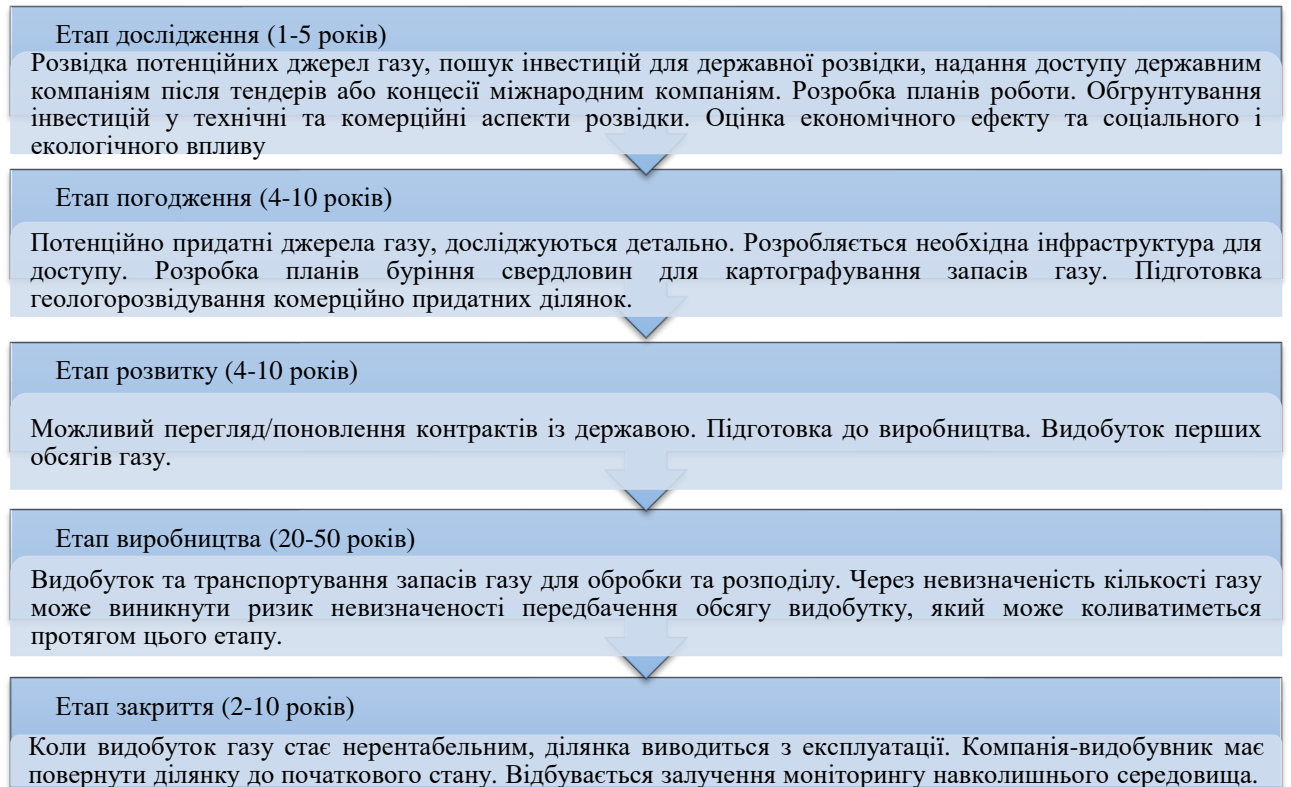 Етап дослідження (1-5 років)
Розвідка потенційних джерел газу, пошук інвестицій для державної розвідки, надання доступу державним
компаніям після тендерів або концесії міжнародним компаніям. Розробка планів роботи. Обгрунтування
інвестицій у технічні та комерційні аспекти розвідки. Оцінка економічного ефекту та соціального і
екологічного впливу
Етап погодження (4-10 років)
Потенційно придатні джерела газу, досліджуються детально. Розробляється необхідна інфраструктура для
доступу. Розробка планів буріння свердловин для картографування запасів газу. Підготовка
геологорозвідування комерційно придатних ділянок.
Етап розвитку (4-10 років)
Можливий перегляд/поновлення контрактів із державою. Підготовка до виробництва. Видобуток перших
обсягів газу.
Етап виробництва (20-50 років)
Видобуток та транспортування запасів газу для обробки та розподілу. Через невизначеність кількості газу
може виникнути ризик невизначеності передбачення обсягу видобутку, який може коливатиметься
протягом цього етапу.
Етап закриття (2-10 років)
Коли видобуток газу стає нерентабельним, ділянка виводиться з експлуатації. Компанія-видобувник має
повернути ділянку до початкового стану. Відбувається залучення моніторингу навколишнього середовища.